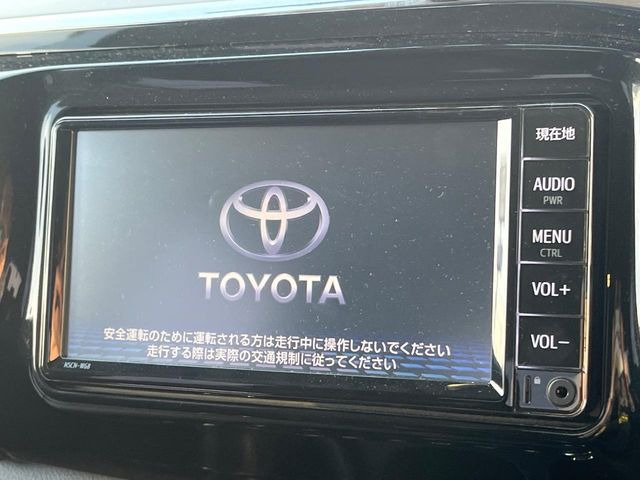 現在地
AUDIO
PWR
MENU
CTRL
VOL+
VOL-
TOYOTA
安全運転のために運転される方は走行中に操作しないでください
走行する際は実際の交通規制に従ってください
NSCN-W68